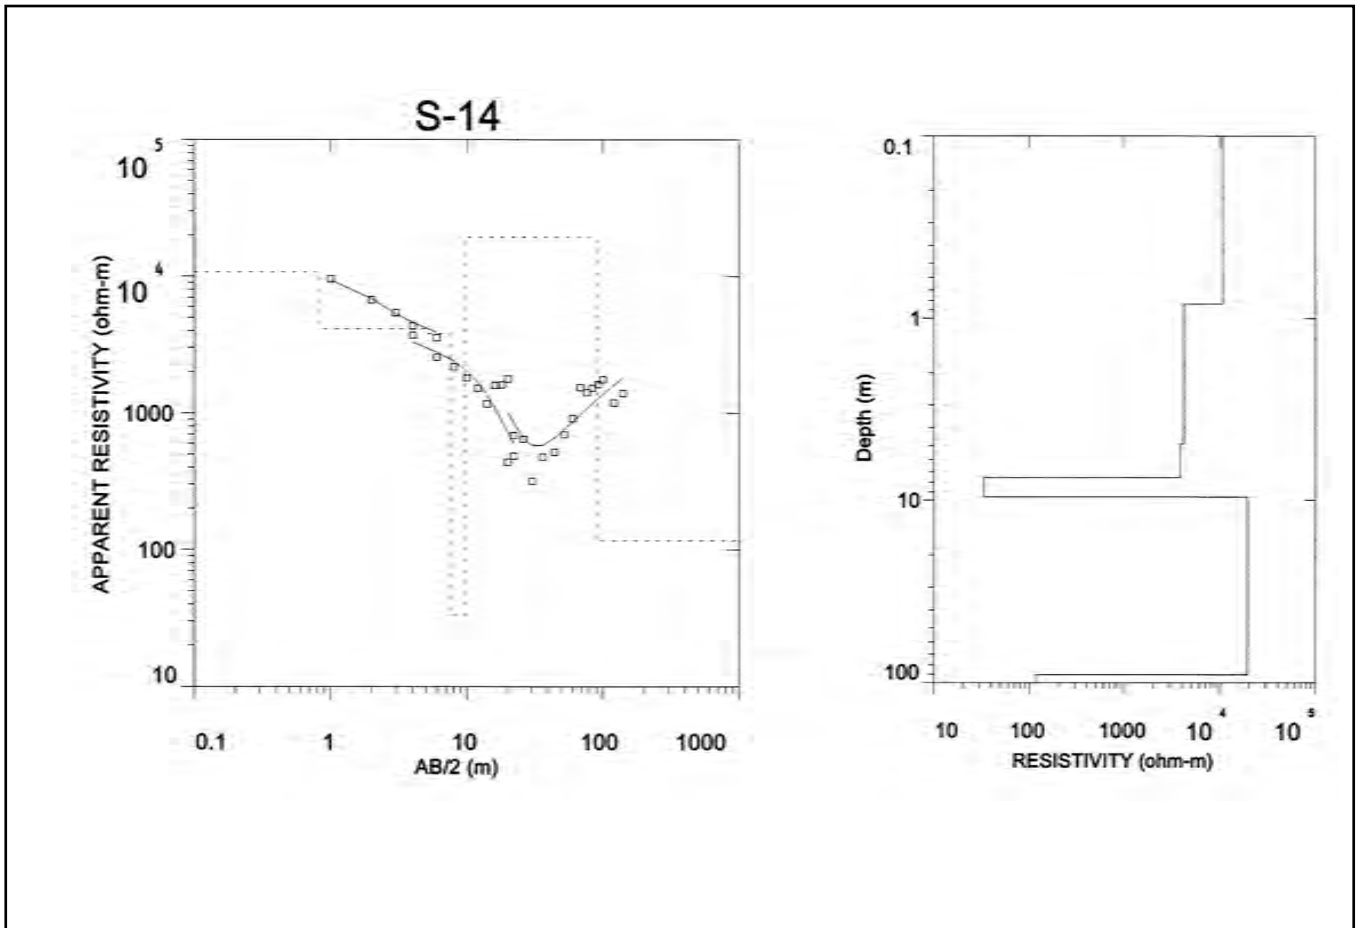 S-14
10 5
10 4
1000
100
10
APPARENT RESISTIVITY (ohm-m)
0.1 1 10 100 1000
AB/2 (m)
0.1
1
10
100
Depth (m)
10 100 1000 10 4 10 5
RESISTIVITY (ohm-m)